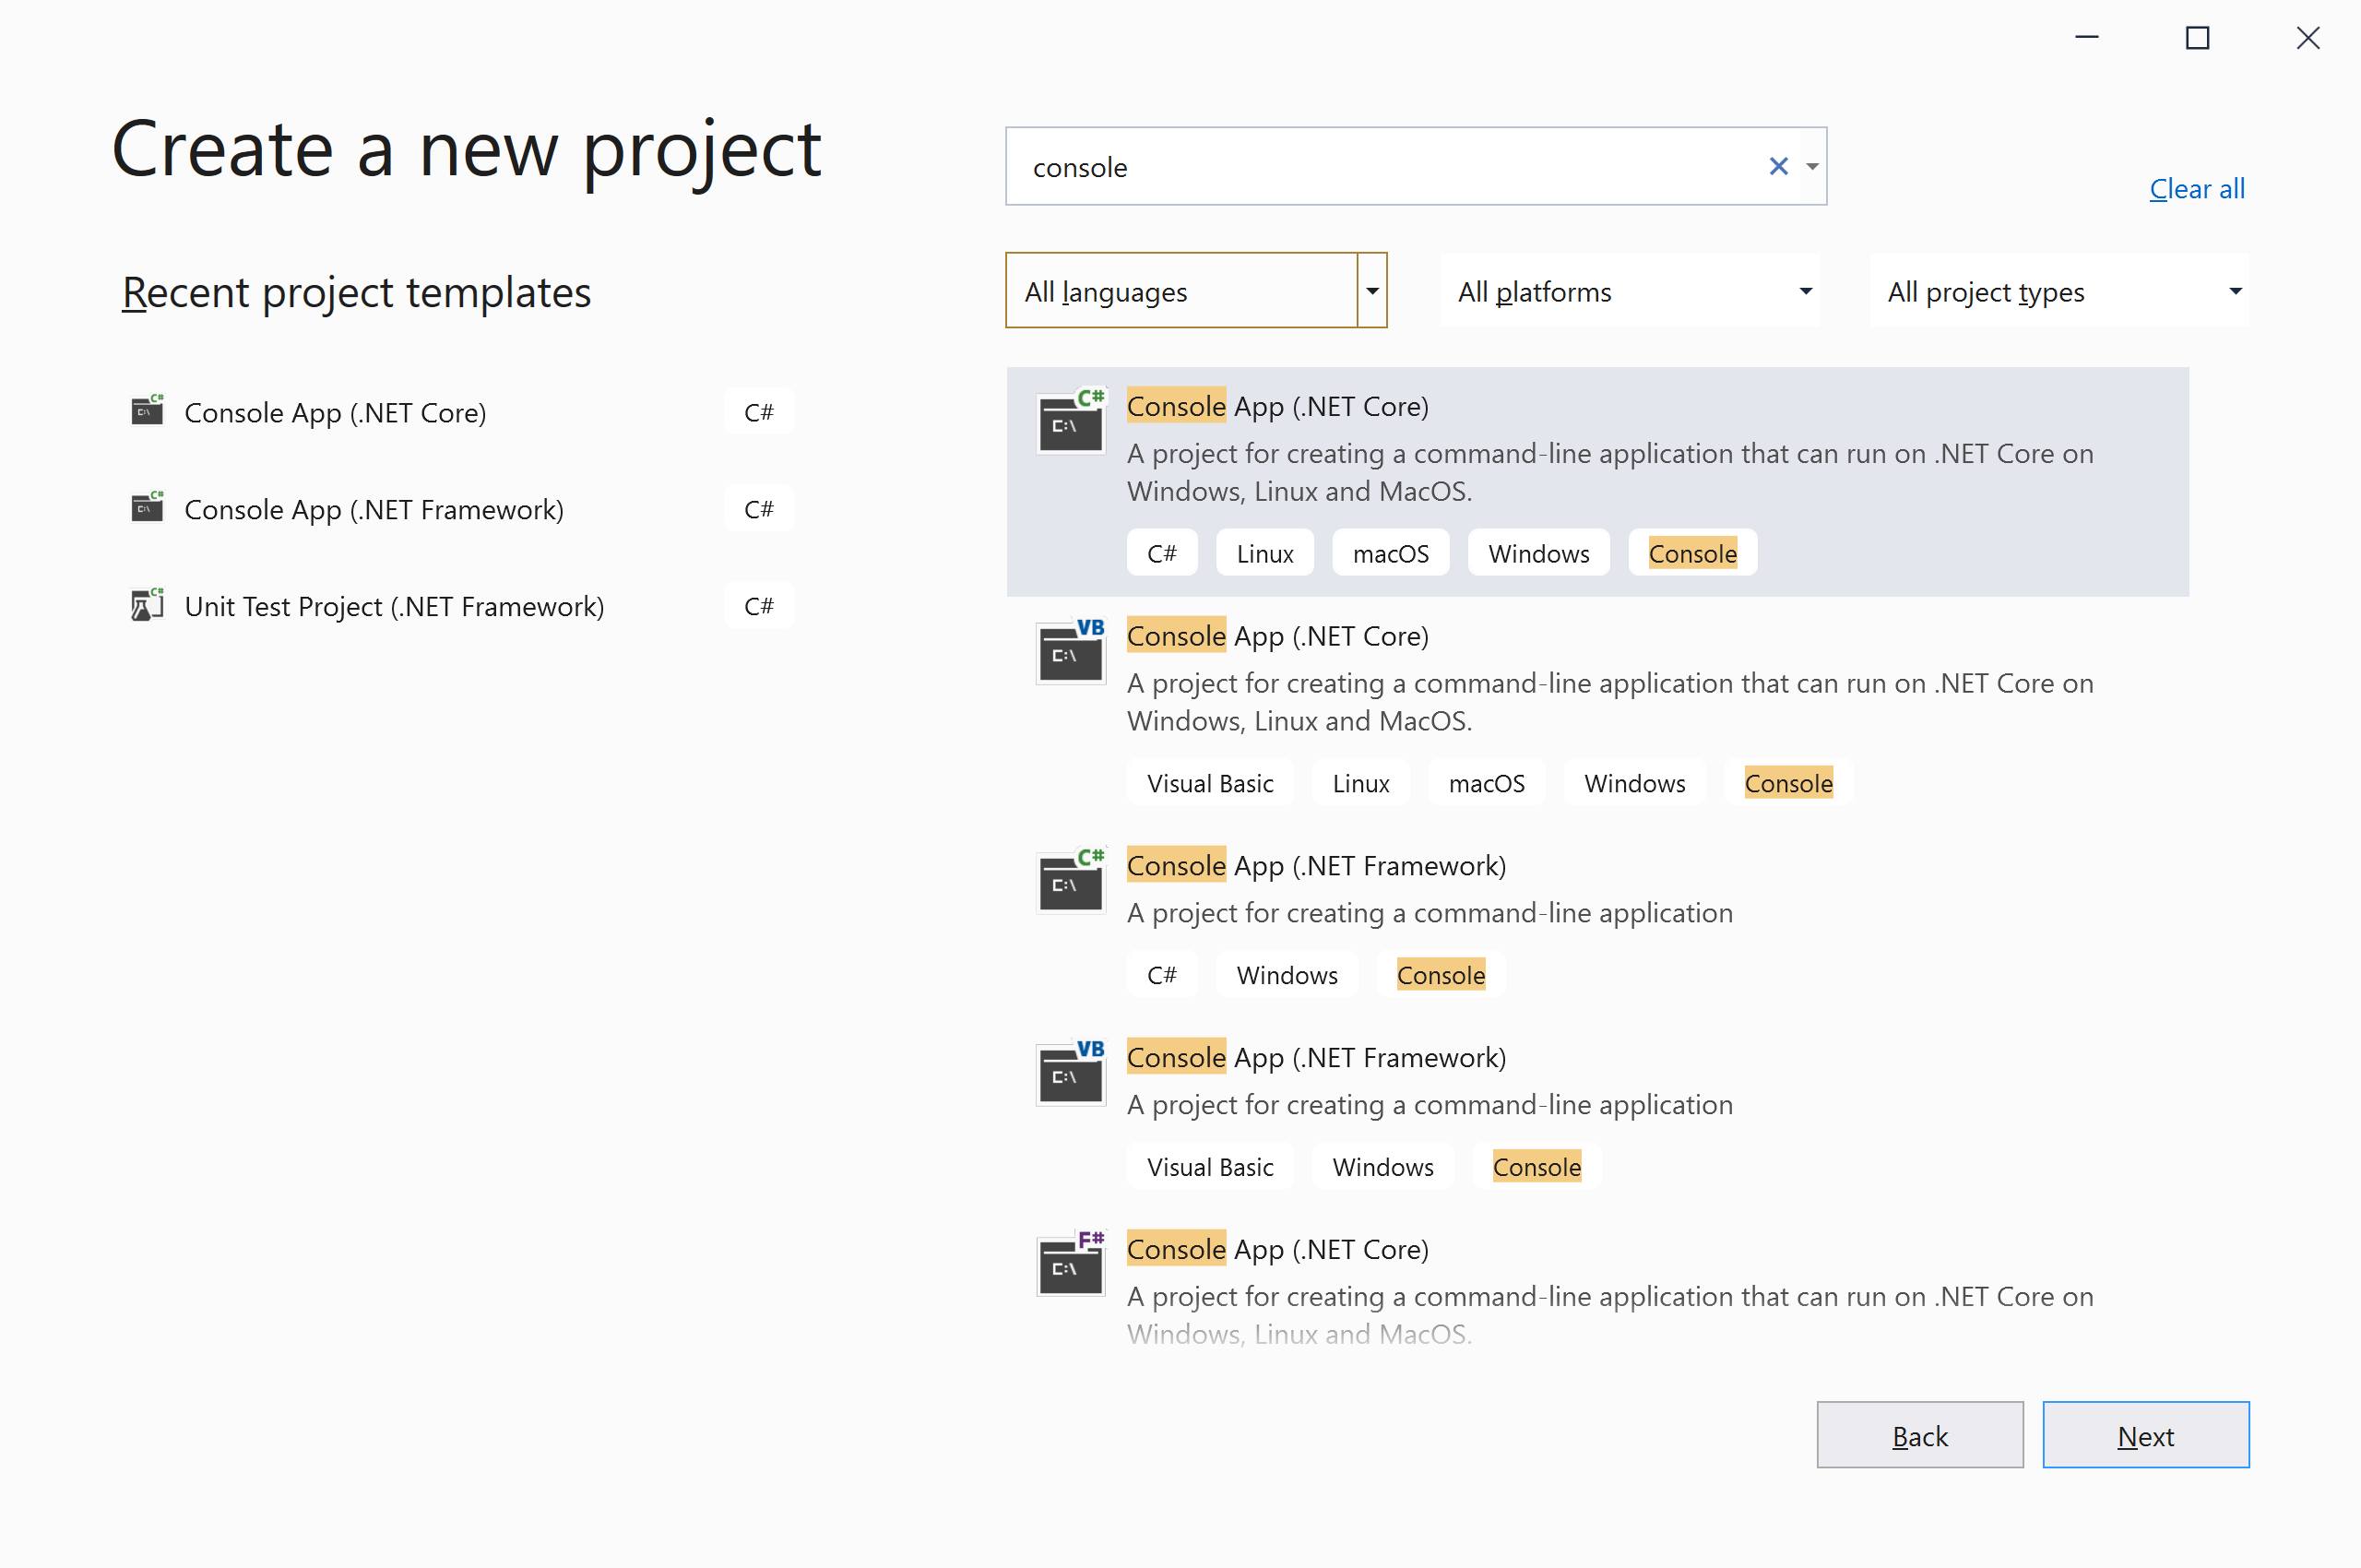 Create a new project
console
Clear all
All languages
All platforms
All project types
Recent project templates
Console App (.NET Core)
C#
Console App (.NET Framework)
C#
Unit Test Project (.NET Framework)
C#
C#
C:\
Console App (.NET Core)
A project for creating a command-line application that can run on .NET Core on
Windows, Linux and MacOS.
C# Linux macOS Windows Console
VB
C:\
Console App (.NET Core)
A project for creating a command-line application that can run on .NET Core on
Windows, Linux and MacOS.
Visual Basic Linux macOS Windows Console
C#
C:\
Console App (.NET Framework)
A project for creating a command-line application
C# Windows Console
VB
C:\
Console App (.NET Framework)
A project for creating a command-line application
Visual Basic Windows Console
F#
C:\
Console App (.NET Core)
A project for creating a command-line application that can run on .NET Core on
Windows, Linux and MacOS.
Back
Next